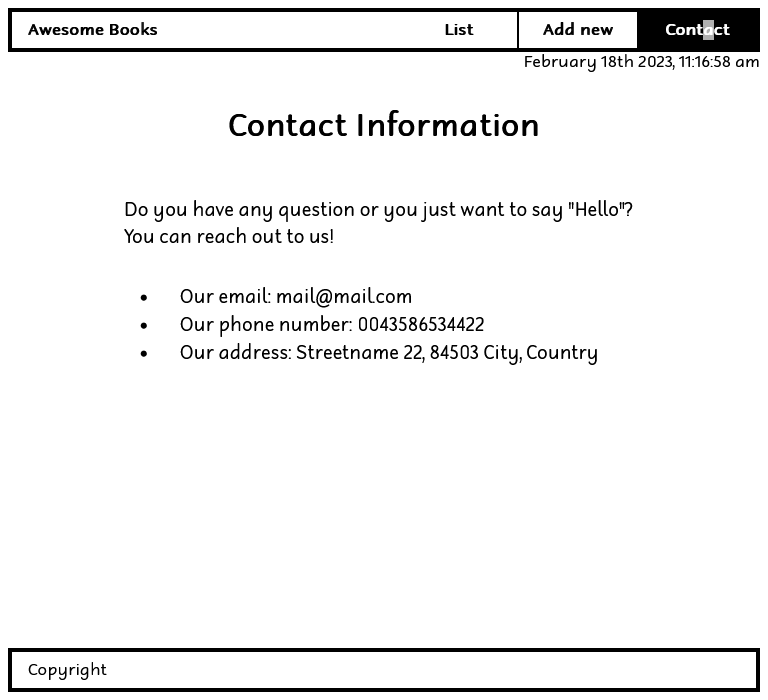 Awesome Books List Add new Contact
February 18th 2023, 11:16:58 am
Contact Information
Do you have any question or you just want to say "Hello"?
You can reach out to us!
• Our email: mail@mail.com
• Our phone number: 0043586534422
• Our address: Streetname 22, 84503 City, Country
Copyright